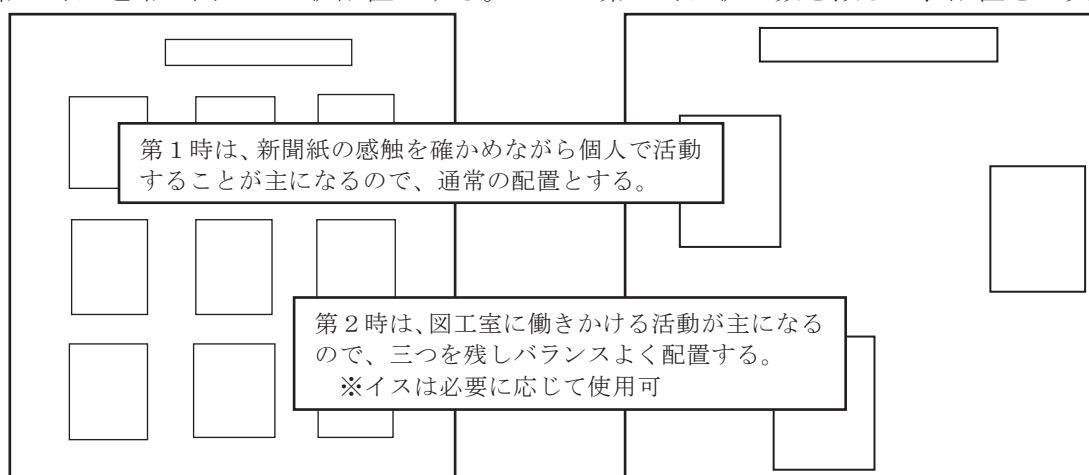 第１時は、新聞紙の感触を確かめながら個人で活動
することが主になるので、通常の配置とする。
第２時は、図工室に働きかける活動が主になる
ので、三つを残しバランスよく配置する。
※イスは必要に応じて使用可